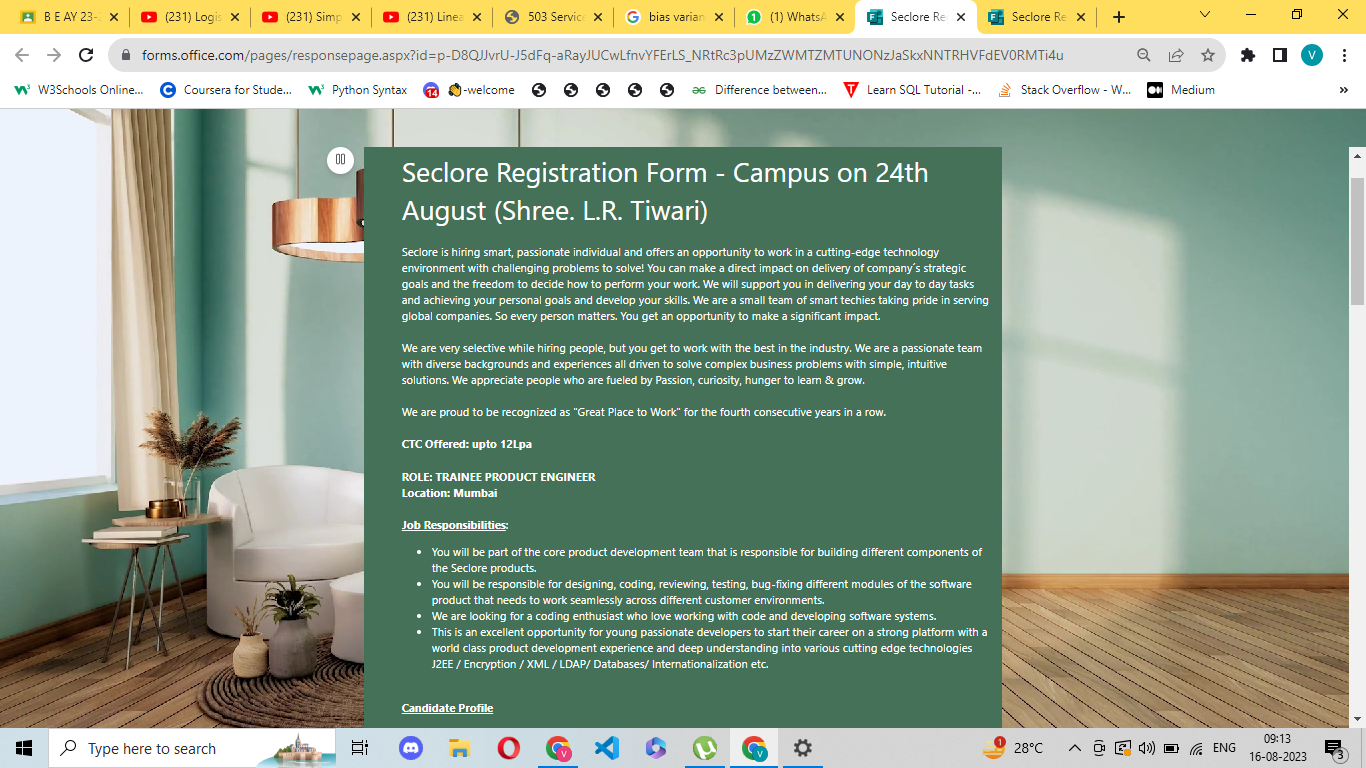 B E AY 23-2
(231) Logis
(231) Simp
(231) Linea
503 Service
bias varian
(1) WhatsA
Seclore Re
Seclore Re
forms.office.com/pages/responsepage.aspx?id=p-D8QJJvrU-J5dFq-aRayJUCwLfnvYFErLS_NRtRc3pUMzZWMTZMTUNONzJaSkxNNTRHVFdEV0RMTi4u
V
W3Schools Online...
Coursera for Stude...
Python Syntax
14
-welcome
Difference between...
Learn SQL Tutorial -...
Stack Overflow - W...
Medium
Seclore Registration Form - Campus on 24th
August (Shree. L.R. Tiwari)
Seclore is hiring smart, passionate individual and offers an opportunity to work in a cutting-edge technology
environment with challenging problems to solve! You can make a direct impact on delivery of company´s strategic
goals and the freedom to decide how to perform your work. We will support you in delivering your day to day tasks
and achieving your personal goals and develop your skills. We are a small team of smart techies taking pride in serving
global companies. So every person matters. You get an opportunity to make a significant impact.
We are very selective while hiring people, but you get to work with the best in the industry. We are a passionate team
with diverse backgrounds and experiences all driven to solve complex business problems with simple, intuitive
solutions. We appreciate people who are fueled by Passion, curiosity, hunger to learn & grow.
We are proud to be recognized as "Great Place to Work" for the fourth consecutive years in a row.
CTC Offered: upto 12Lpa
ROLE: TRAINEE PRODUCT ENGINEER
Location: Mumbai
Job Responsibilities:
• You will be part of the core product development team that is responsible for building different components of
the Seclore products.
• You will be responsible for designing, coding, reviewing, testing, bug-fixing different modules of the software
product that needs to work seamlessly across different customer environments.
• We are looking for a coding enthusiast who love working with code and developing software systems.
• This is an excellent opportunity for young passionate developers to start their career on a strong platform with a
world class product development experience and deep understanding into various cutting edge technologies
J2EE / Encryption / XML / LDAP/ Databases/ Internationalization etc.
Candidate Profile
Type here to search
1
28°C
ENG
09:13
16-08-2023
3